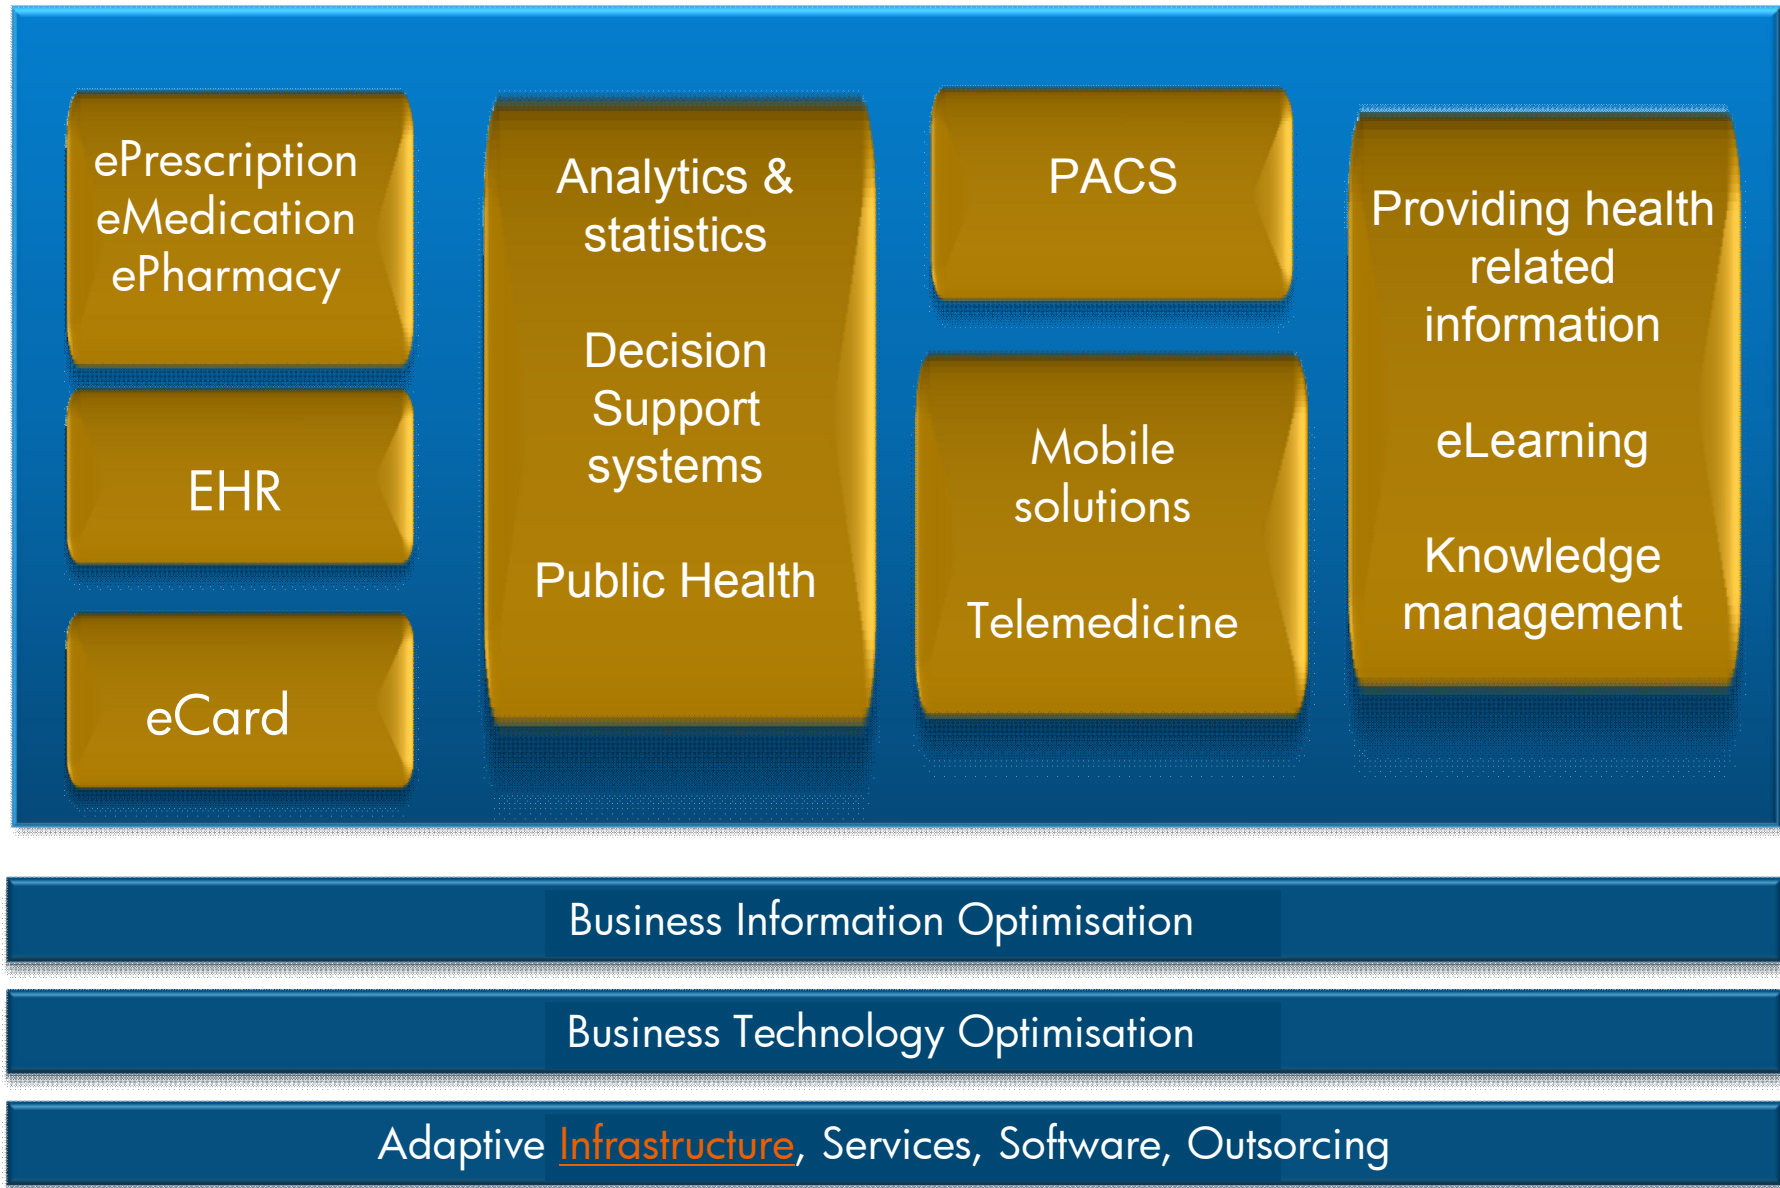 ePrescription
eMedication
ePharmacy
EHR
eCard
Analytics &
statistics
Decision
Support
systems
Public Health
PACS
Mobile
solutions
Telemedicine
Providing health
related
information
eLearning
Knowledge
management
Business Information Optimisation
Business Technology Optimisation
Adaptive Infrastructure, Services, Software, Outsorcing